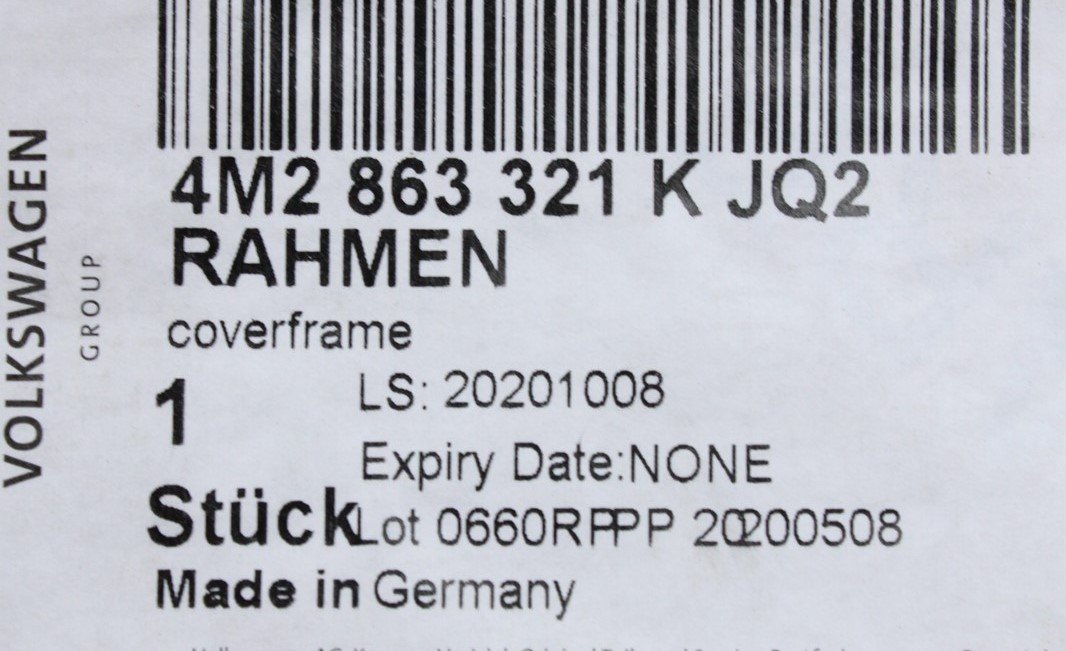 VOLKSWAGEN
GROUP
4M2 863 321 K JQ2
RAHMEN
coverframe
1 LS: 20201008
Expiry Date:NONE
Stück Lot 0660RPPP 20200508
Made in Germany